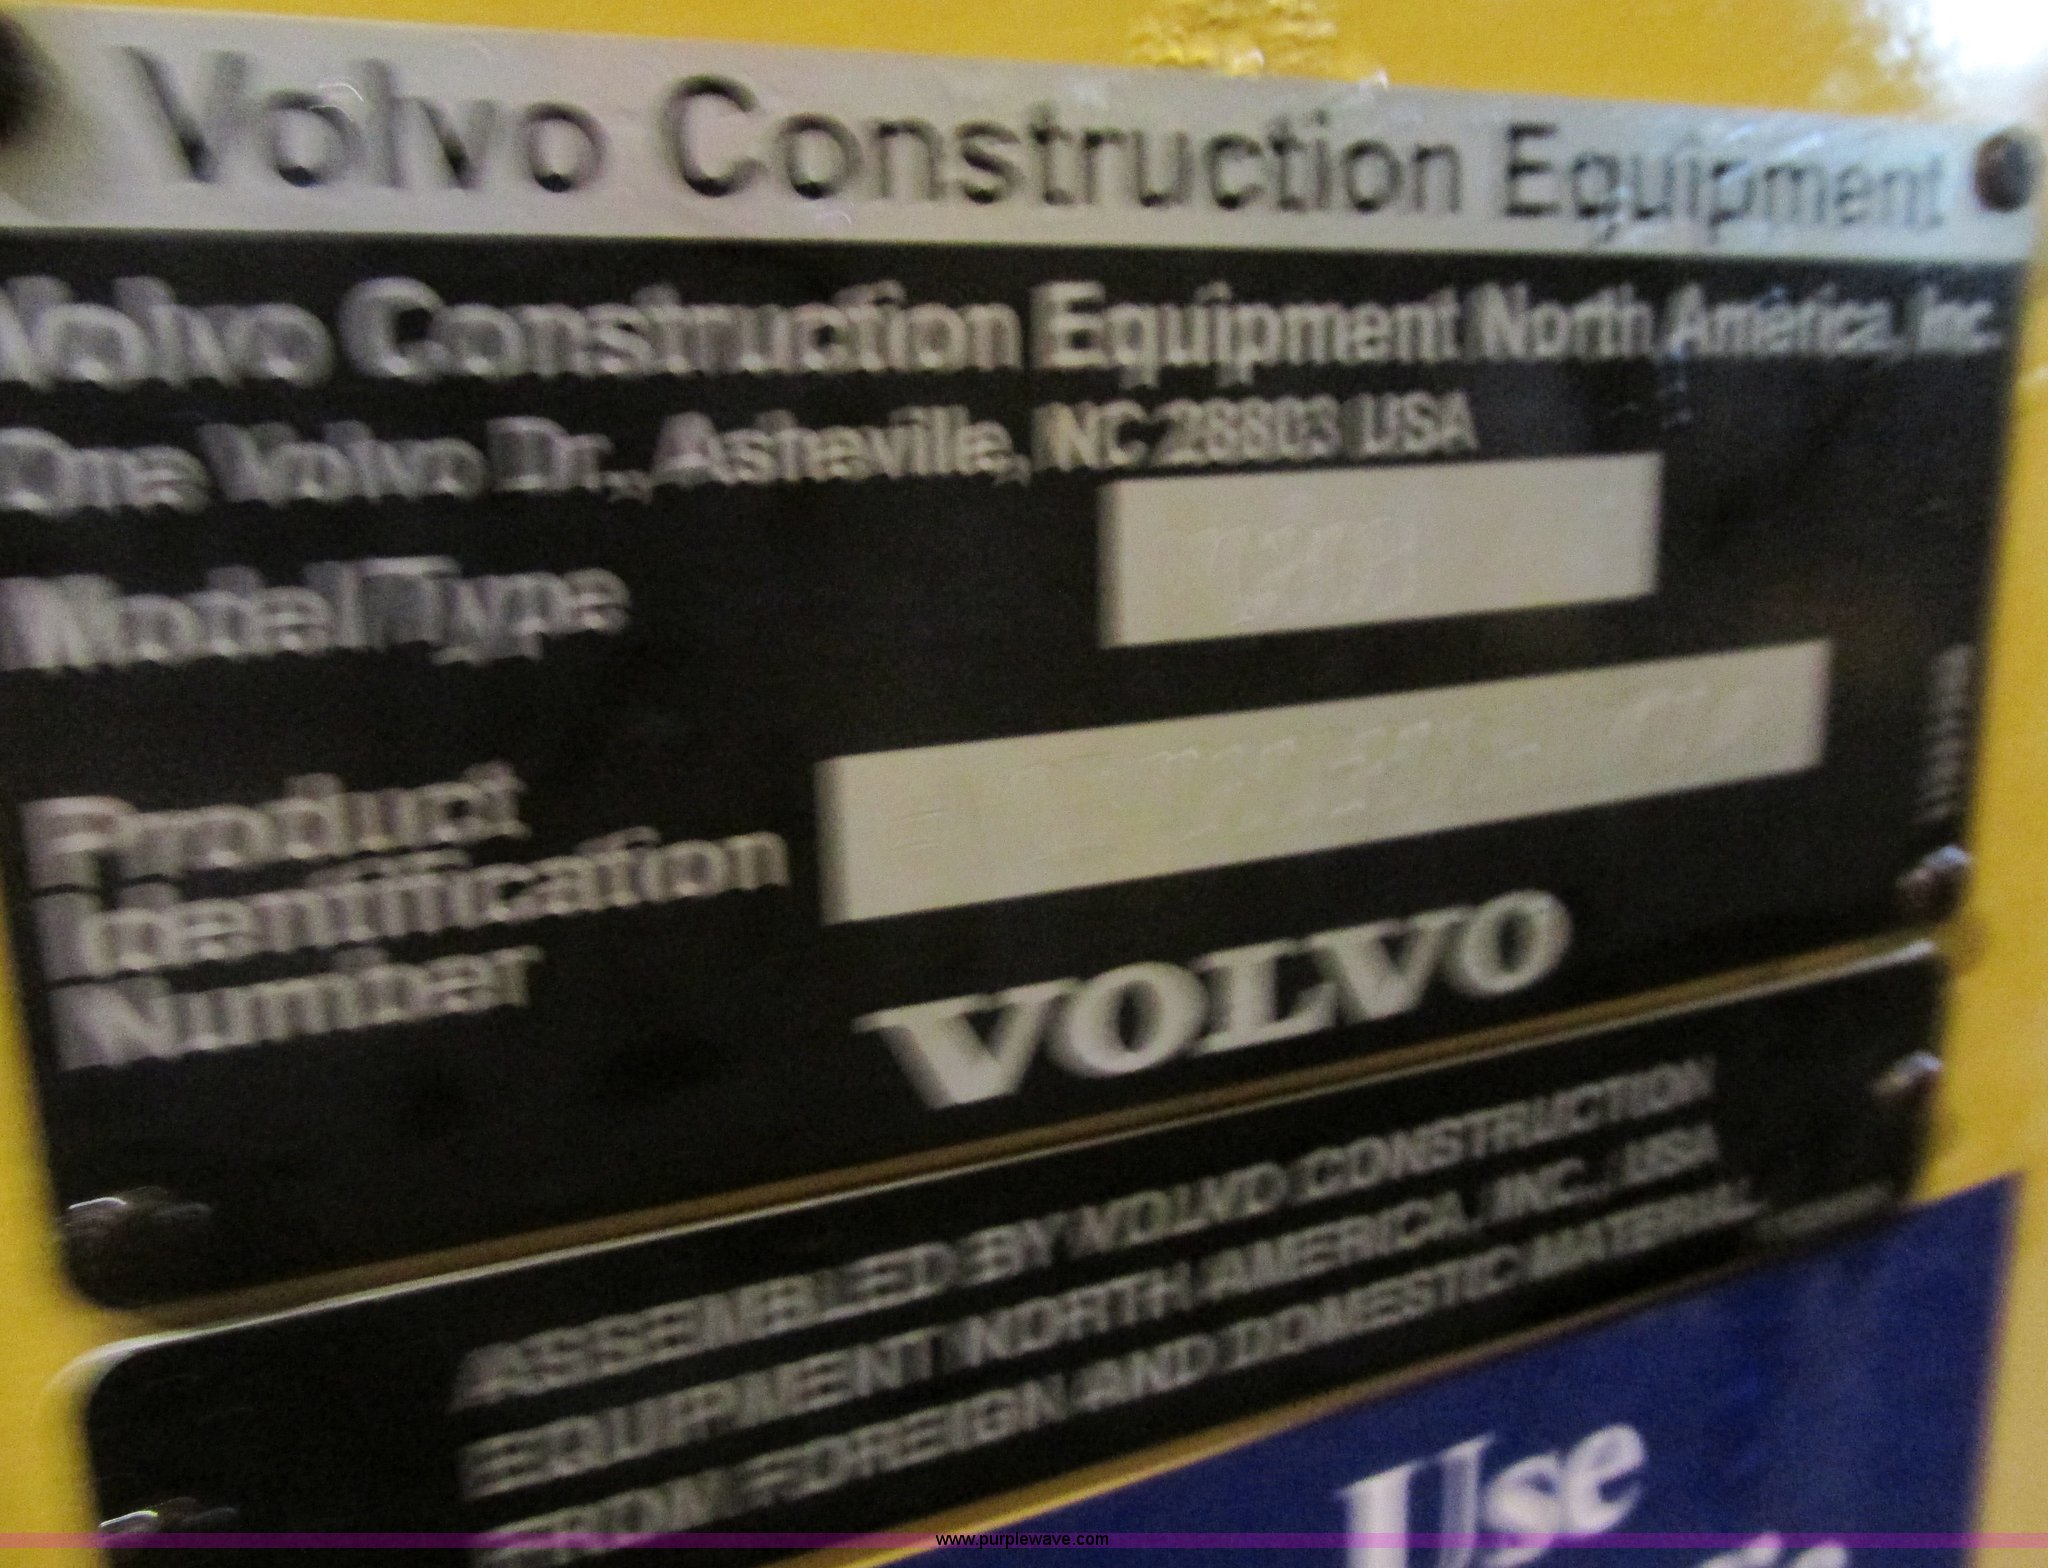 Volvo Construction Equipment
Volvo Construction Equipment North America, Inc.
One Volvo Dr., Asheville, NC 28803 USA
Model/Type
Product
Identification
Number
VOLVO
ASSEMBLED BY VOLVO CONSTRUCTION
EQUIPMENT NORTH AMERICA, INC., USA
FROM FOREIGN AND DOMESTIC MATERIAL
Use
www.purplewave.com